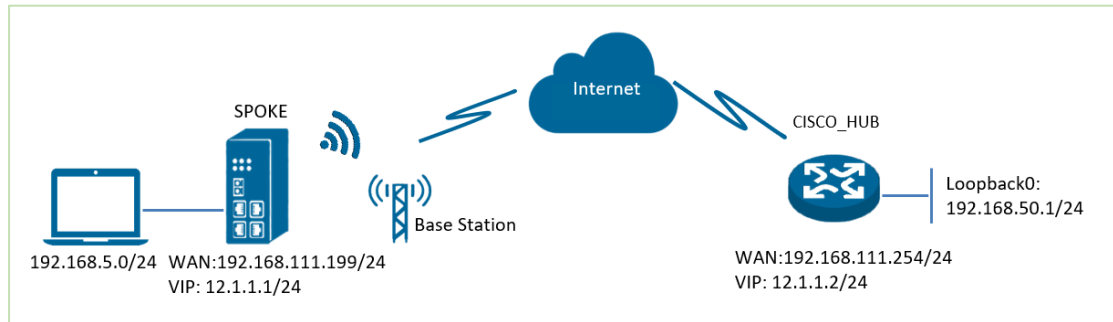 Internet
SPOKE
CISCO_HUB
Base Station
Loopback0:
192.168.50.1/24
192.168.5.0/24
WAN:192.168.111.199/24
VIP: 12.1.1.1/24
WAN:192.168.111.254/24
VIP: 12.1.1.2/24